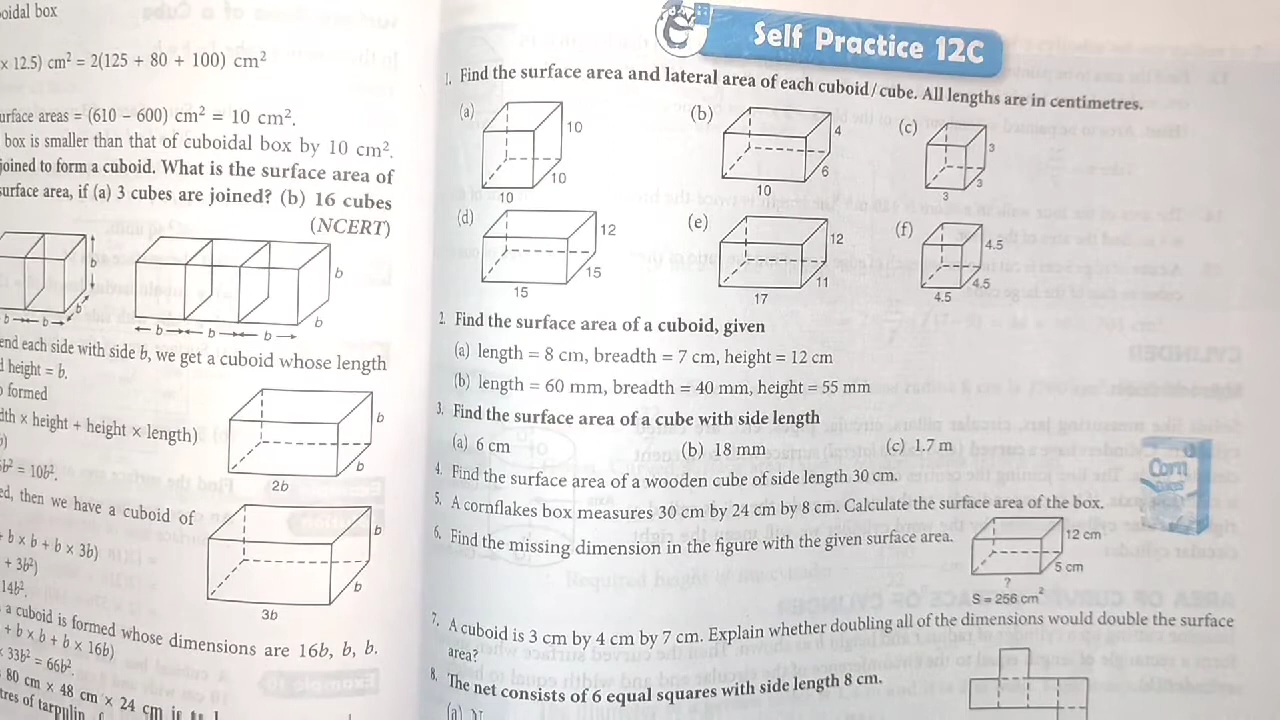 oidal box
× 12.5) cm² = 2(125 + 80 + 100) cm²
urface areas = (610 – 600) cm² = 10 cm².
box is smaller than that of cuboidal box by 10 cm².
joined to form a cuboid. What is the surface area of
surface area, if (a) 3 cubes are joined? (b) 16 cubes
(NCERT)
b
b
b
b
b
b
b
b
b
end each side with side b, we get a cuboid whose length
d height = b.
formed
dth × height + height × length)
b² = 10b².
b
b
2b
ed, then we have a cuboid of
+ b × b + b × 3b)
+ 3b²)
14b².
b
b
3b
a cuboid is formed whose dimensions are 16b, b, b.
+ b × b + b × 16b)
× 33b² = 66b².
80 cm × 48 cm × 24 cm is to
tres of tarpulin
Self Practice 12C
1. Find the surface area and lateral area of each cuboid/cube. All lengths are in centimetres.
(a) 10 10 10
(b) 4 6 10
(c) 3 3 3
(d) 12 15 15
(e) 12 11 17
(f) 4.5 4.5 4.5
2. Find the surface area of a cuboid, given
(a) length = 8 cm, breadth = 7 cm, height = 12 cm
(b) length = 60 mm, breadth = 40 mm, height = 55 mm
3. Find the surface area of a cube with side length
(a) 6 cm (b) 18 mm (c) 1.7 m
4. Find the surface area of a wooden cube of side length 30 cm.
5. A cornflakes box measures 30 cm by 24 cm by 8 cm. Calculate the surface area of the box.
Corn
6. Find the missing dimension in the figure with the given surface area.
12 cm
5 cm
?
S = 256 cm²
7. A cuboid is 3 cm by 4 cm by 7 cm. Explain whether doubling all of the dimensions would double the surface
area?
8. The net consists of 6 equal squares with side length 8 cm.
(a)